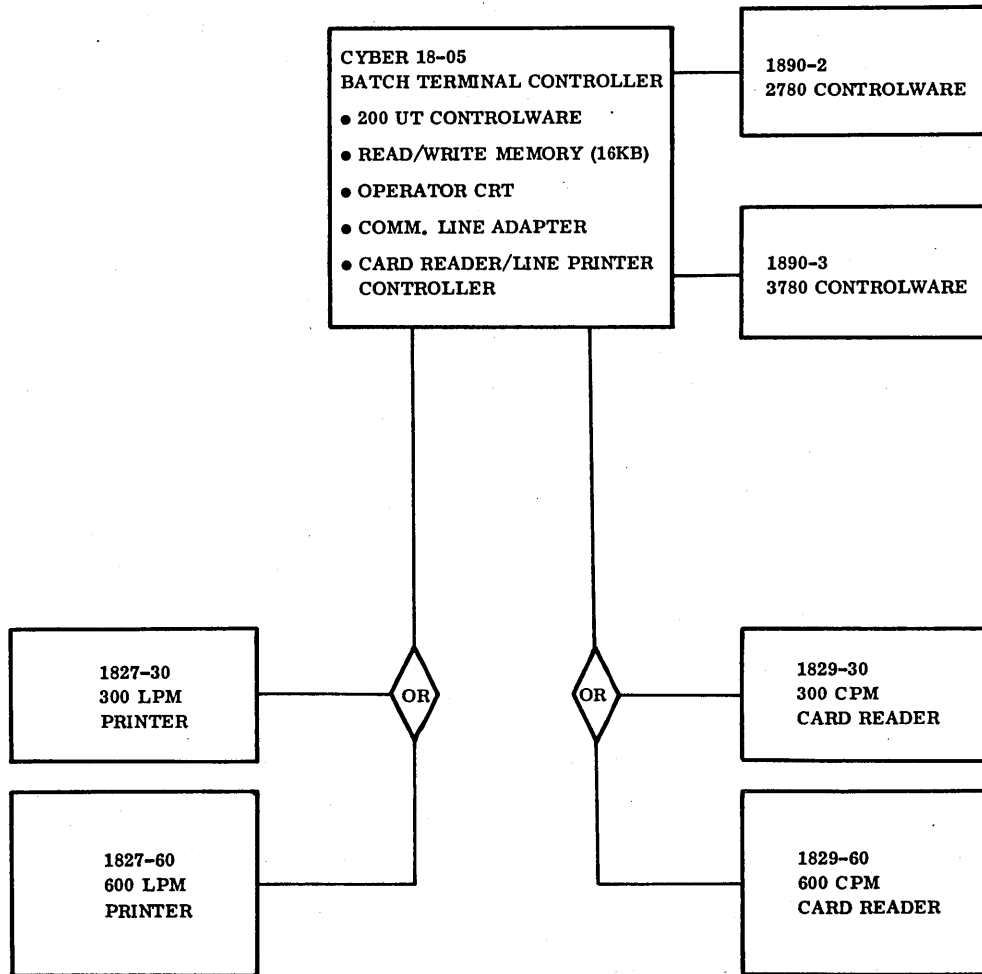 CYBER 18-05
BATCH TERMINAL CONTROLLER
● 200 UT CONTROLWARE
● READ/WRITE MEMORY (16KB)
● OPERATOR CRT
● COMM. LINE ADAPTER
● CARD READER/LINE PRINTER
CONTROLLER
1890-2
2780 CONTROLWARE
1890-3
3780 CONTROLWARE
OR
OR
1827-30
300 LPM
PRINTER
1829-30
300 CPM
CARD READER
1827-60
600 LPM
PRINTER
1829-60
600 CPM
CARD READER